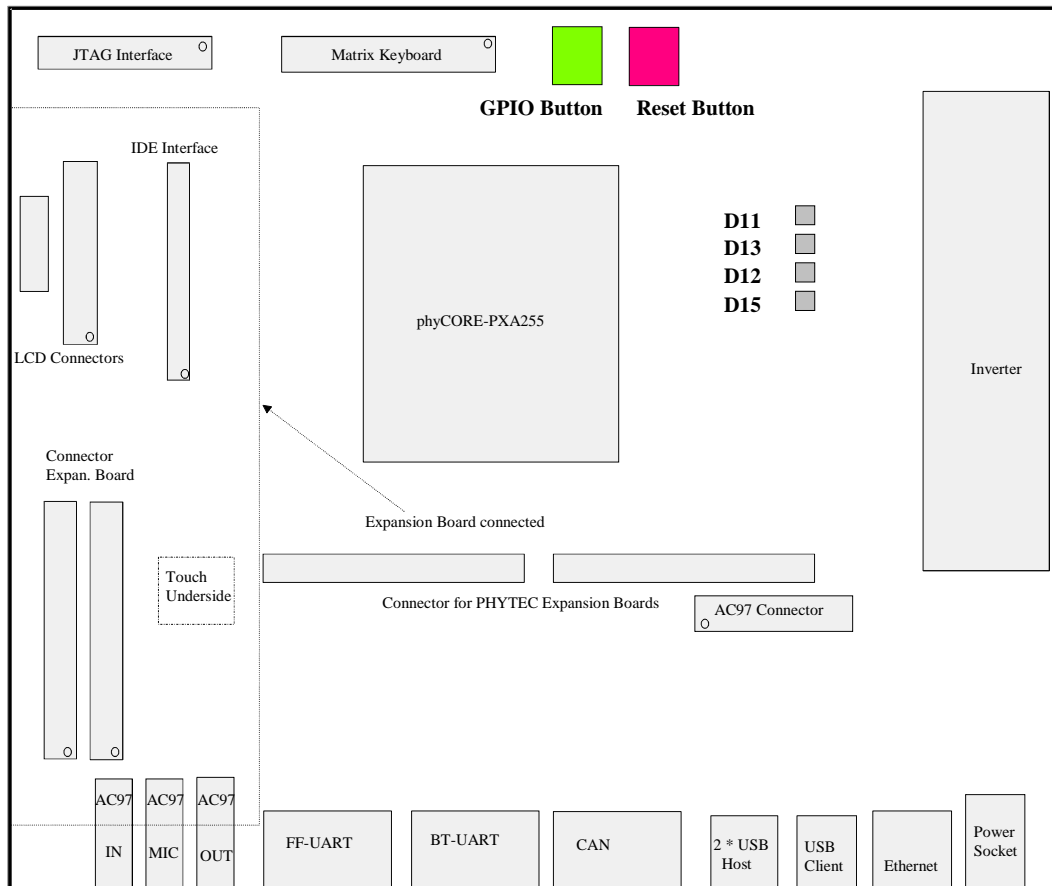 JTAG Interface
Matrix Keyboard
GPIO Button
Reset Button
IDE Interface
D11
D13
D12
D15
phyCORE-PXA255
LCD Connectors
Inverter
Connector
Expan. Board
Expansion Board connected
Touch
Underside
Connector for PHYTEC Expansion Boards
AC97 Connector
AC97
IN
AC97
MIC
AC97
OUT
FF-UART
BT-UART
CAN
2 * USB
Host
USB
Client
Ethernet
Power
Socket